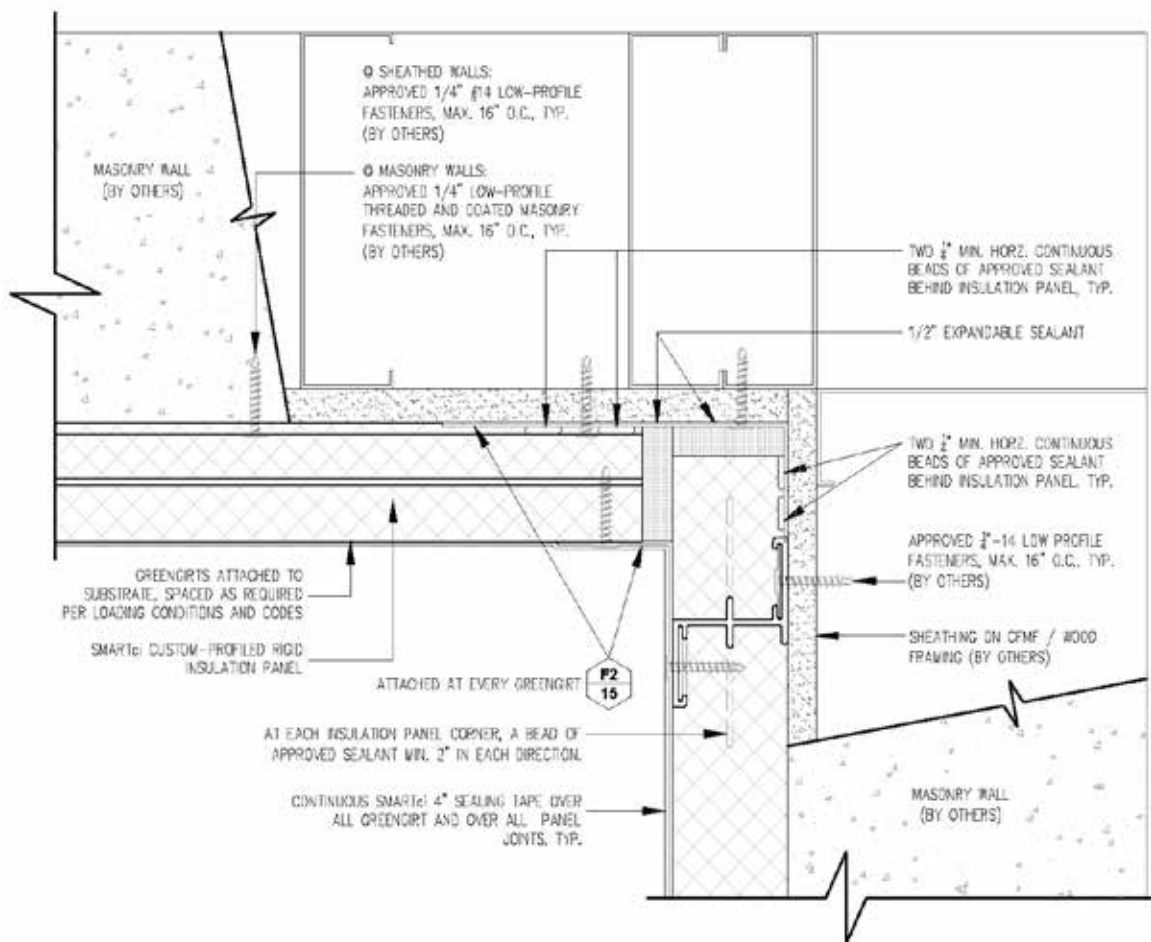 @ SHEATHED WALLS:
APPROVED 1/4" #14 LOW-PROFILE
FASTENERS, MAX. 16" O.C., TYP.
(BY OTHERS)
@ MASONRY WALLS:
APPROVED 1/4" LOW-PROFILE
THREADED AND COATED MASONRY
FASTENERS, MAX. 16" O.C., TYP.
(BY OTHERS)
MASONRY WALL
(BY OTHERS)
TWO MIN. HORZ. CONTINUOUS
BEADS OF APPROVED SEALANT
BEHIND INSULATION PANEL, TYP.
1/2" EXPANDABLE SEALANT
TWO MIN. HORZ. CONTINUOUS
BEADS OF APPROVED SEALANT
BEHIND INSULATION PANEL, TYP.
APPROVED -14 LOW PROFILE
FASTENERS, MAX. 16" O.C., TYP.
(BY OTHERS)
SHEATHING ON CFMF / WOOD
FRAMING (BY OTHERS)
GREENGIRTS ATTACHED TO
SUBSTRATE, SPACED AS REQUIRED
PER LOADING CONDITIONS AND CODES
SMARTci CUSTOM-PROFILED RIGID
INSULATION PANEL
ATTACHED AT EVERY GREENGIRT
F2
15
AT EACH INSULATION PANEL CORNER, A BEAD OF
APPROVED SEALANT MIN. 2" IN EACH DIRECTION.
CONTINUOUS SMARTci 4" SEALING TAPE OVER
ALL GREENGIRT AND OVER ALL PANEL
JOINTS, TYP.
MASONRY WALL
(BY OTHERS)